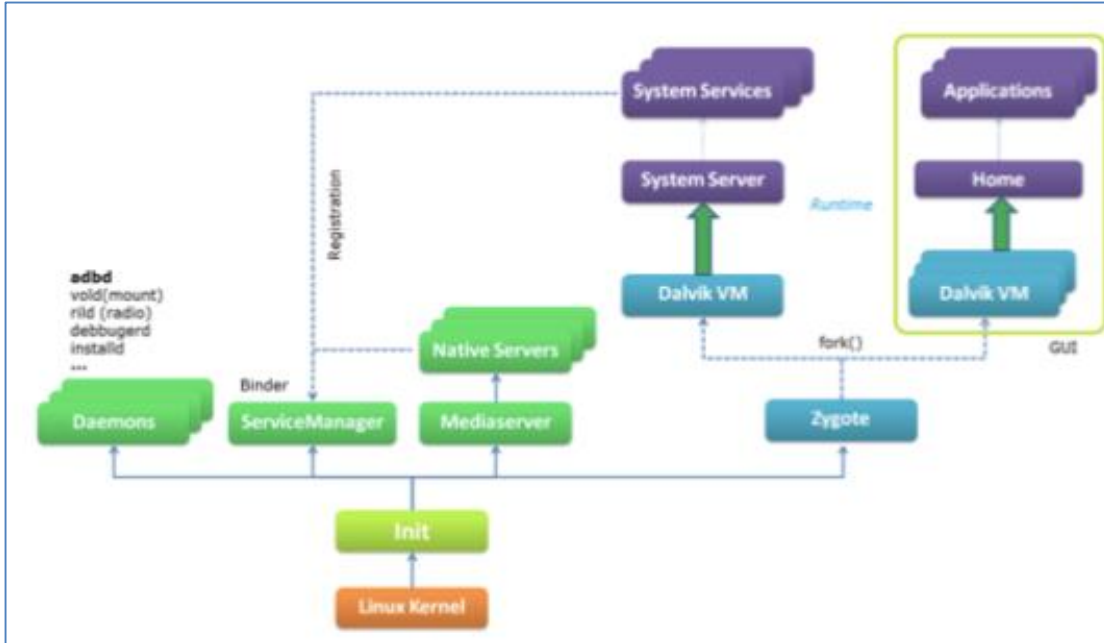 System Services
Applications
System Server
Home
Runtime
Registration
adbd
vold(mount)
rild (radio)
debbugerd
installd
...
Dalvik VM
Dalvik VM
fork()
GUI
Native Servers
Binder
Daemons
ServiceManager
Mediaserver
Zygote
Init
Linux Kernel